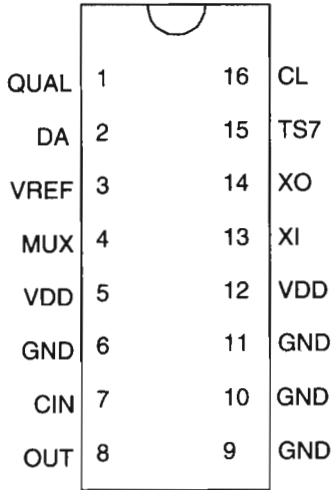 QUAL 1 16 CL
DA 2 15 TS7
VREF 3 14 XO
MUX 4 13 XI
VDD 5 12 VDD
GND 6 11 GND
CIN 7 10 GND
OUT 8 9 GND